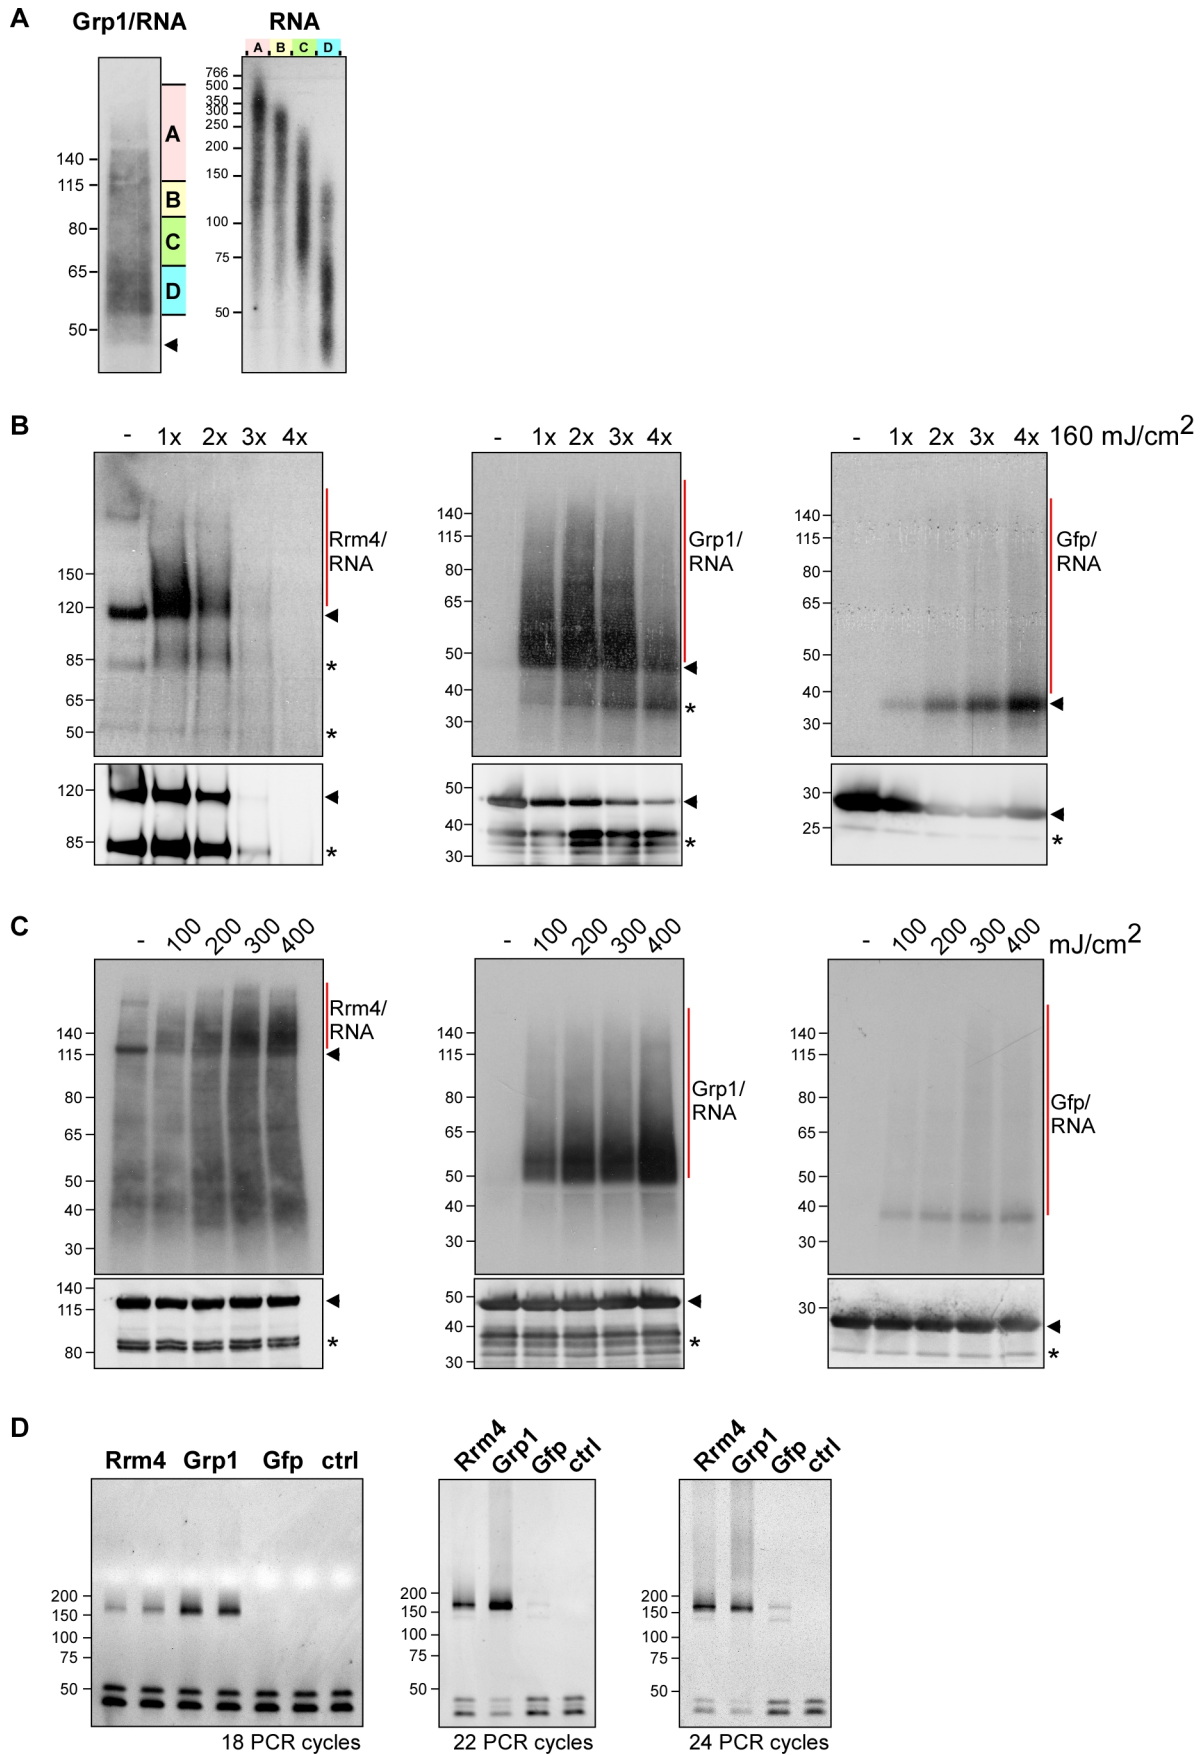 A
Grp1/RNA
RNA
A B C D
140
115
80
65
50
A
B
C
D
766
500
350
300
250
200
150
100
75
50
B
- 1x 2x 3x 4x
150
120
85
65
50
Rrm4/
RNA
*
*
120
85
*
- 1x 2x 3x 4x
140
115
80
65
50
40
30
Grp1/
RNA
*
50
40
30
*
- 1x 2x 3x 4x 160 mJ/cm2
140
115
80
65
50
40
30
Gfp/
RNA
30
25
*
C
- 100 200 300 400
140
115
80
65
50
40
30
Rrm4/
RNA
140
115
80
*
- 100 200 300 400
140
115
80
65
50
40
30
Grp1/
RNA
50
40
30
*
- 100 200 300 400 mJ/cm2
140
115
80
65
50
40
30
Gfp/
RNA
30
*
D
Rrm4 Grp1 Gfp ctrl
200
150
100
75
50
18 PCR cycles
Rrm4 Grp1 Gfp ctrl
200
150
100
75
50
22 PCR cycles
Rrm4 Grp1 Gfp ctrl
200
150
100
75
50
24 PCR cycles